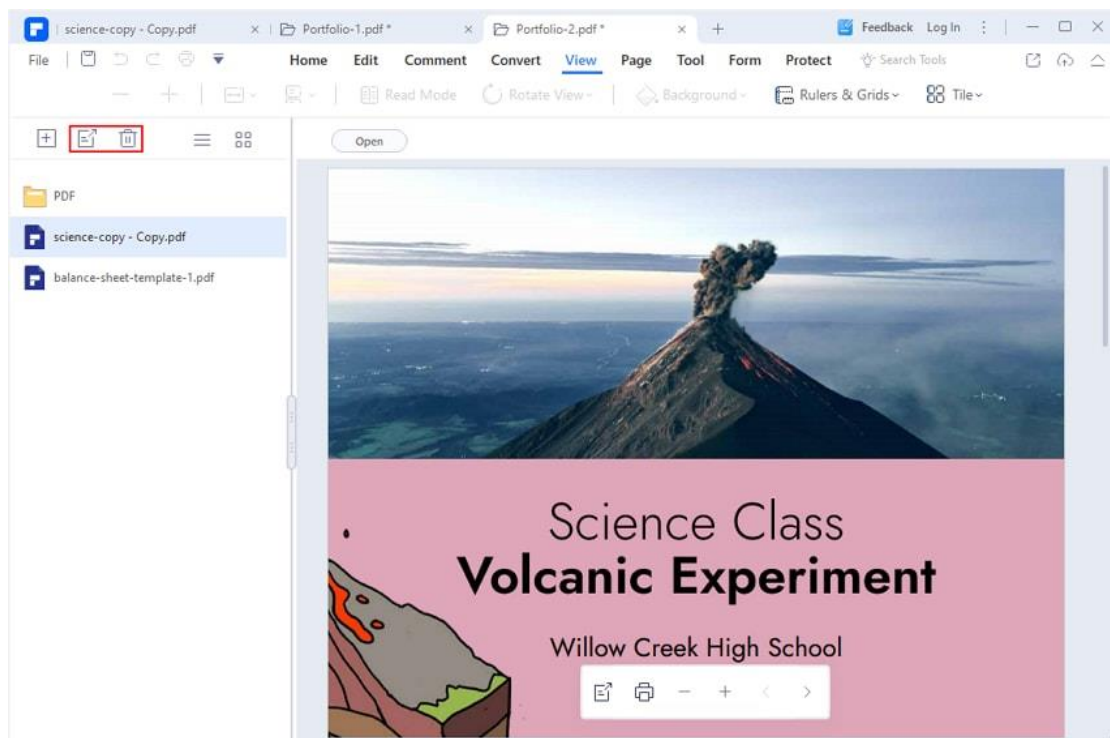 science-copy - Copy.pdf Portfolio-1.pdf * Portfolio-2.pdf * Feedback Log In
File Home Edit Comment Convert View Page Tool Form Protect Search Tools
Read Mode Rotate View Background Rulers & Grids Tile
Open
PDF
science-copy - Copy.pdf
balance-sheet-template-1.pdf
Science Class
Volcanic Experiment
Willow Creek High School